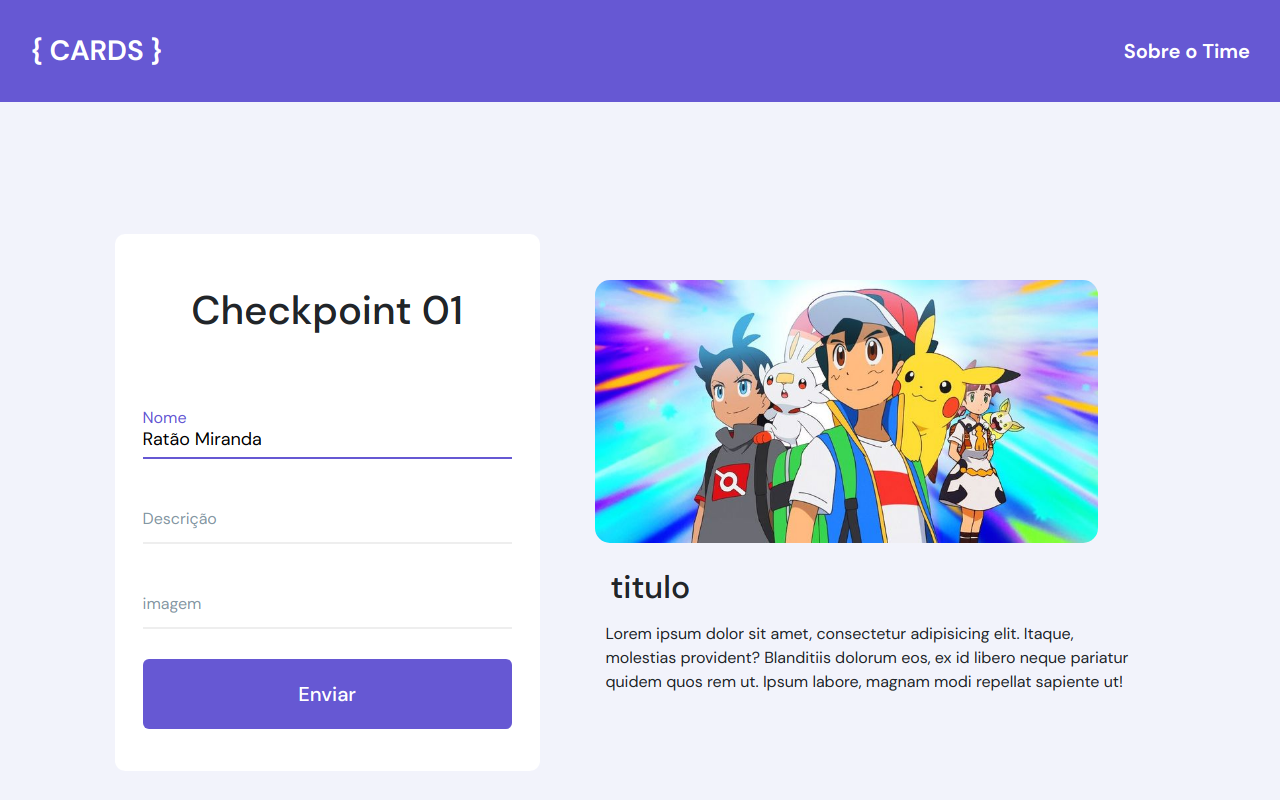 { CARDS }
Sobre o Time
Checkpoint 01
Nome
Ratão Miranda
Descrição
imagem
Enviar
titulo
Lorem ipsum dolor sit amet, consectetur adipisicing elit. Itaque,
molestias provident? Blanditiis dolorum eos, ex id libero neque pariatur
quidem quos rem ut. Ipsum labore, magnam modi repellat sapiente ut!